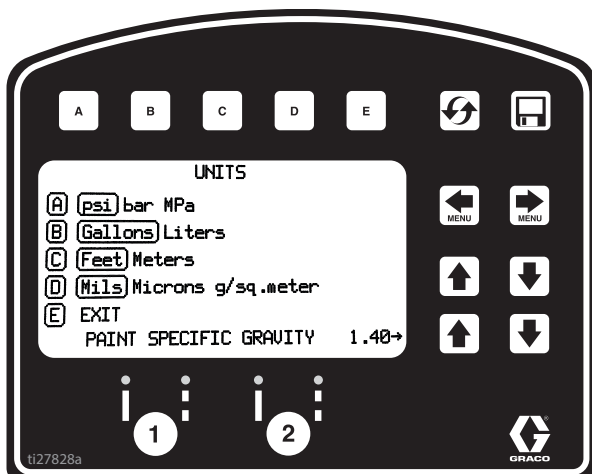 A B C D E
UNITS
A psi bar MPa
B Gallons Liters
C Feet Meters
D Mils Microns g/sq.meter
E EXIT
PAINT SPECIFIC GRAVITY 1.40→
MENU MENU
1 2
ti27828a
GRACO